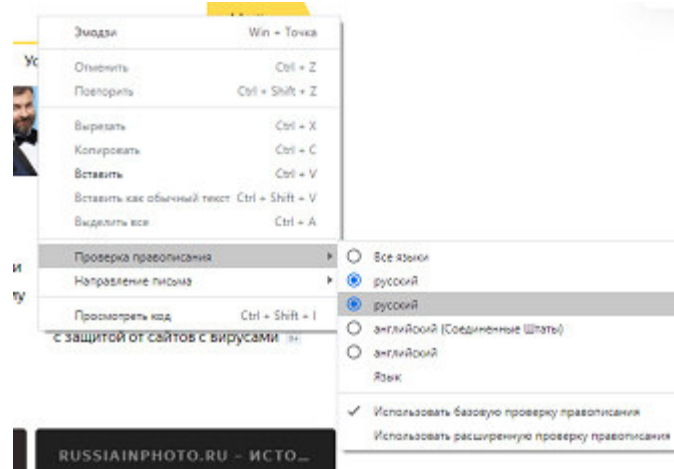 Эмодзи Win + Точка
Ус
Отменить Ctrl + Z
Повторить Ctrl + Shift + Z
Вырезать Ctrl + X
Копировать Ctrl + C
Вставить Ctrl + V
Вставить как обычный текст Ctrl + Shift + V
Выделить все Ctrl + A
Проверка правописания
Направление письма
Просмотреть код Ctrl + Shift + I
Все языки
русский
русский
английский (Соединенные Штаты)
английский
Язык
Использовать базовую проверку правописания
Использовать расширенную проверку правописания
с защитой от сайтов с вирусами
RUSSIAINPHOTO.RU – ИСТО...